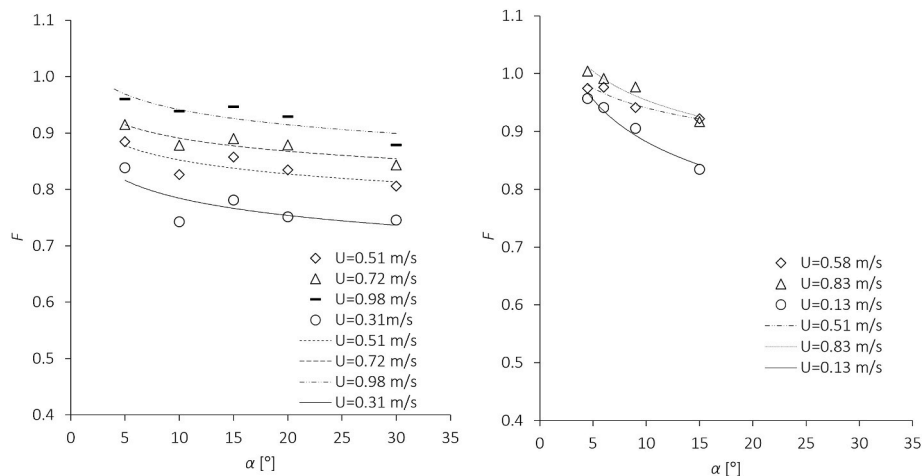 1.1
1.0
0.9
0.8
0.7
0.6
0.5
0.4
F
0 5 10 15 20 25 30 35
α [°]
U=0.51 m/s
U=0.72 m/s
U=0.98 m/s
U=0.31m/s
U=0.51 m/s
U=0.72 m/s
U=0.98 m/s
U=0.31 m/s
1.1
1.0
0.9
0.8
0.7
0.6
0.5
0.4
F
0 5 10 15 20 25 30 35
α [°]
U=0.58 m/s
U=0.83 m/s
U=0.13 m/s
U=0.51 m/s
U=0.83 m/s
U=0.13 m/s